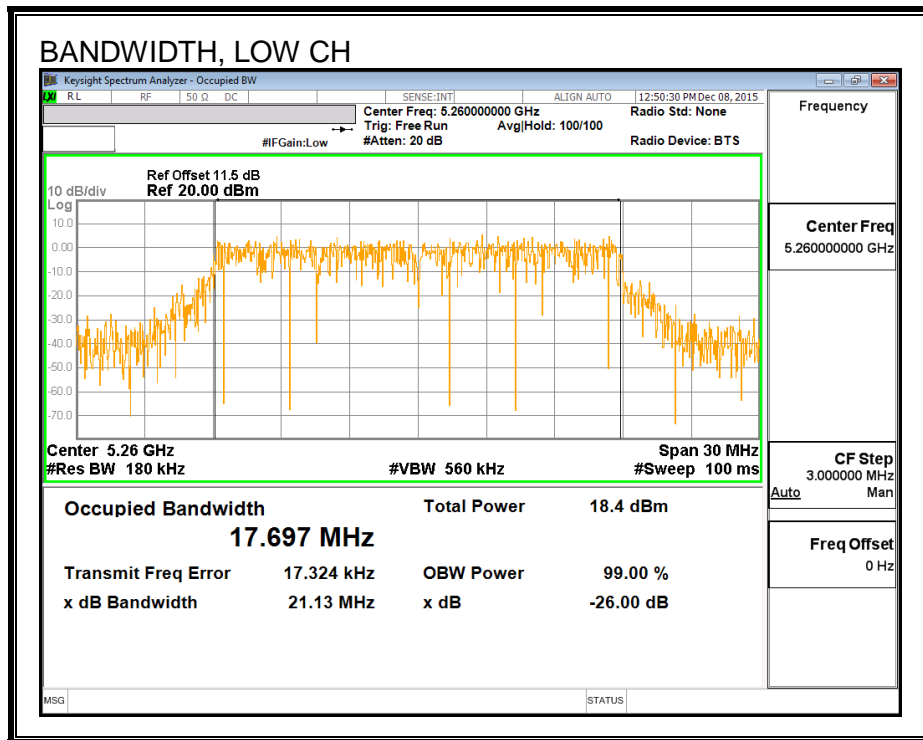 BANDWIDTH, LOW CH
Keysight Spectrum Analyzer - Occupied BW
LXI RL RF 50 Ω DC SENSE:INT ALIGN AUTO 12:50:30 PM Dec 08, 2015
Center Freq: 5.260000000 GHz Radio Std: None
Trig: Free Run Avg|Hold: 100/100
#IFGain:Low #Atten: 20 dB Radio Device: BTS
Frequency
Ref Offset 11.5 dB
10 dB/div Ref 20.00 dBm
Log
10.0
0.00
-10.0
-20.0
-30.0
-40.0
-50.0
-60.0
-70.0
Center 5.26 GHz Span 30 MHz
#Res BW 180 kHz #VBW 560 kHz #Sweep 100 ms
Occupied Bandwidth Total Power 18.4 dBm
17.697 MHz
Transmit Freq Error 17.324 kHz OBW Power 99.00 %
x dB Bandwidth 21.13 MHz x dB -26.00 dB
Center Freq
5.260000000 GHz
CF Step
3.000000 MHz
Auto Man
Freq Offset
0 Hz
MSG STATUS